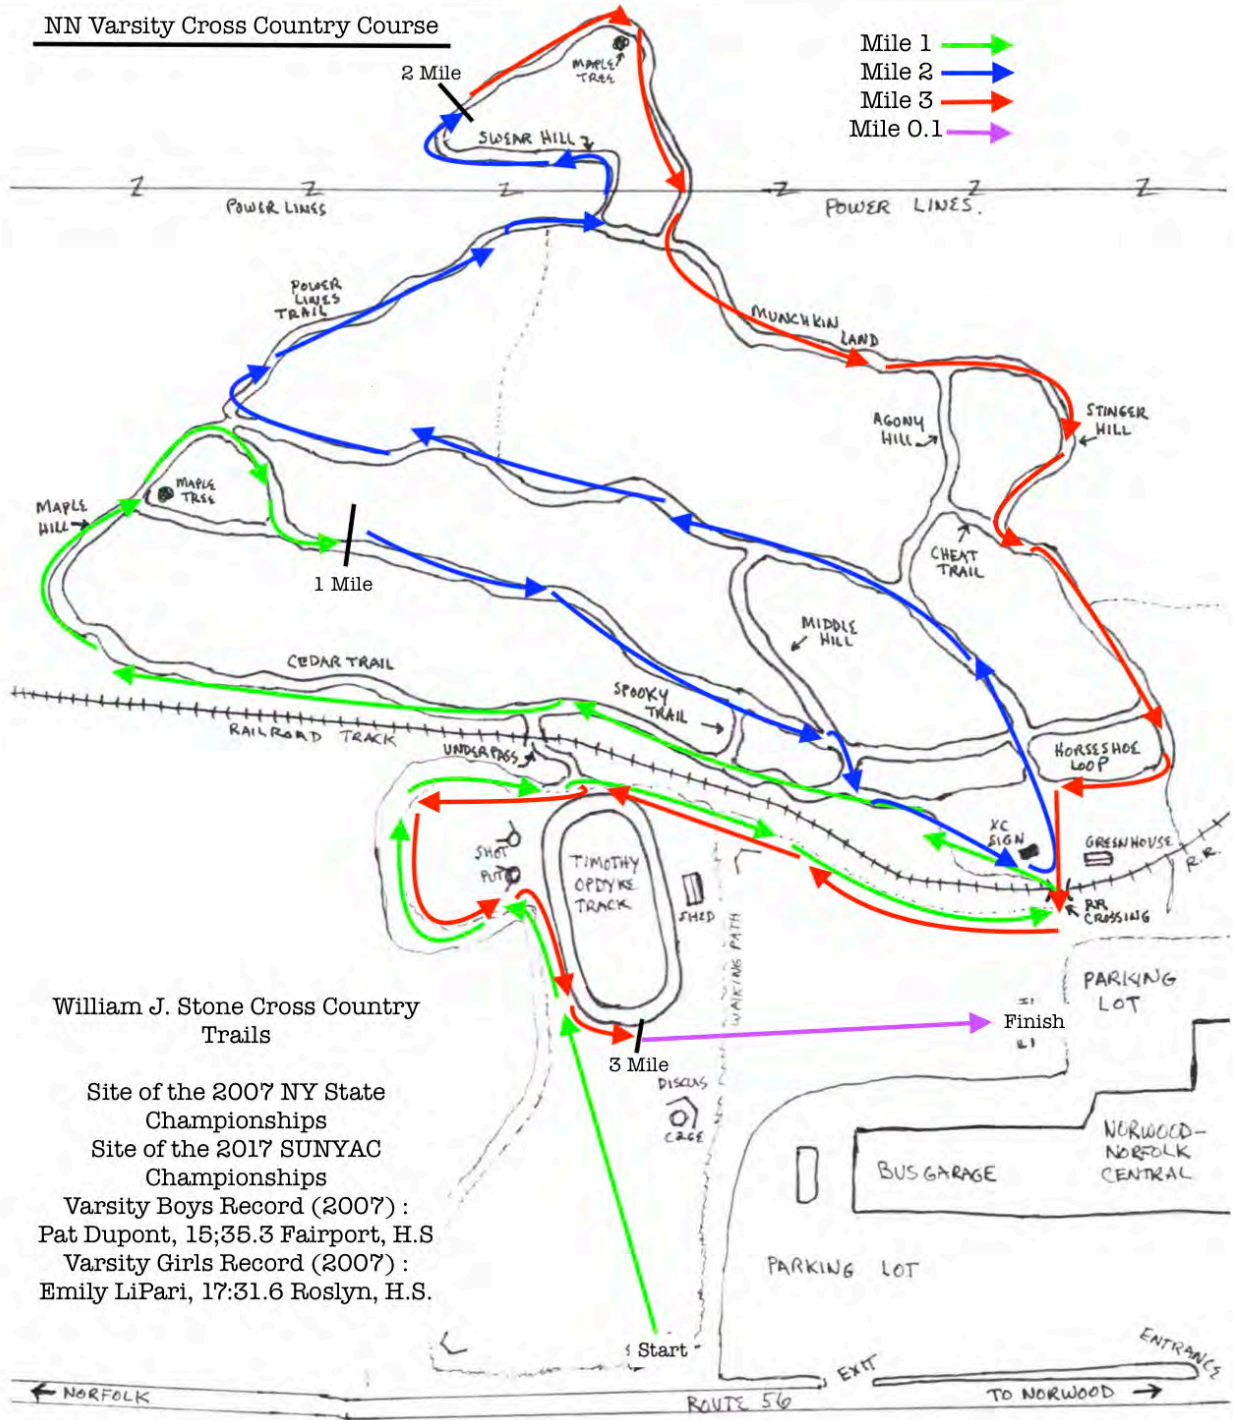 NN Varsity Cross Country Course
Mile 1
Mile 2
Mile 3
Mile 0.1
2 Mile
MAPLE
TREE
SWEAR HILL
POWER LINES
POWER LINES.
POWER
LINES
TRAIL
MUNCHKIN
LAND
AGONY
HILL
STINGER
HILL
MAPLE
TREE
MAPLE
HILL
1 Mile
CHEAT
TRAIL
MIDDLE
HILL
CEDAR TRAIL
SPOOKY
TRAIL
RAILROAD TRACK
UNDERPASS
HORSESHOE
LOOP
XC
SIGN
GREENHOUSE
R.R.
SHOT
PUT
TIMOTHY
OPDYKE
TRACK
SHED
WALKING PATH
RR
CROSSING
PARKING
LOT
Finish
3 Mile
DISCUS
CAGE
William J. Stone Cross Country
Trails
Site of the 2007 NY State
Championships
Site of the 2017 SUNYAC
Championships
Varsity Boys Record (2007) :
Pat Dupont, 15;35.3 Fairport, H.S
Varsity Girls Record (2007) :
Emily LiPari, 17:31.6 Roslyn, H.S.
BUS GARAGE
NORWOOD-
NORFOLK
CENTRAL
PARKING LOT
Start
EXIT
ENTRANCE
NORFOLK
ROUTE 56
TO NORWOOD